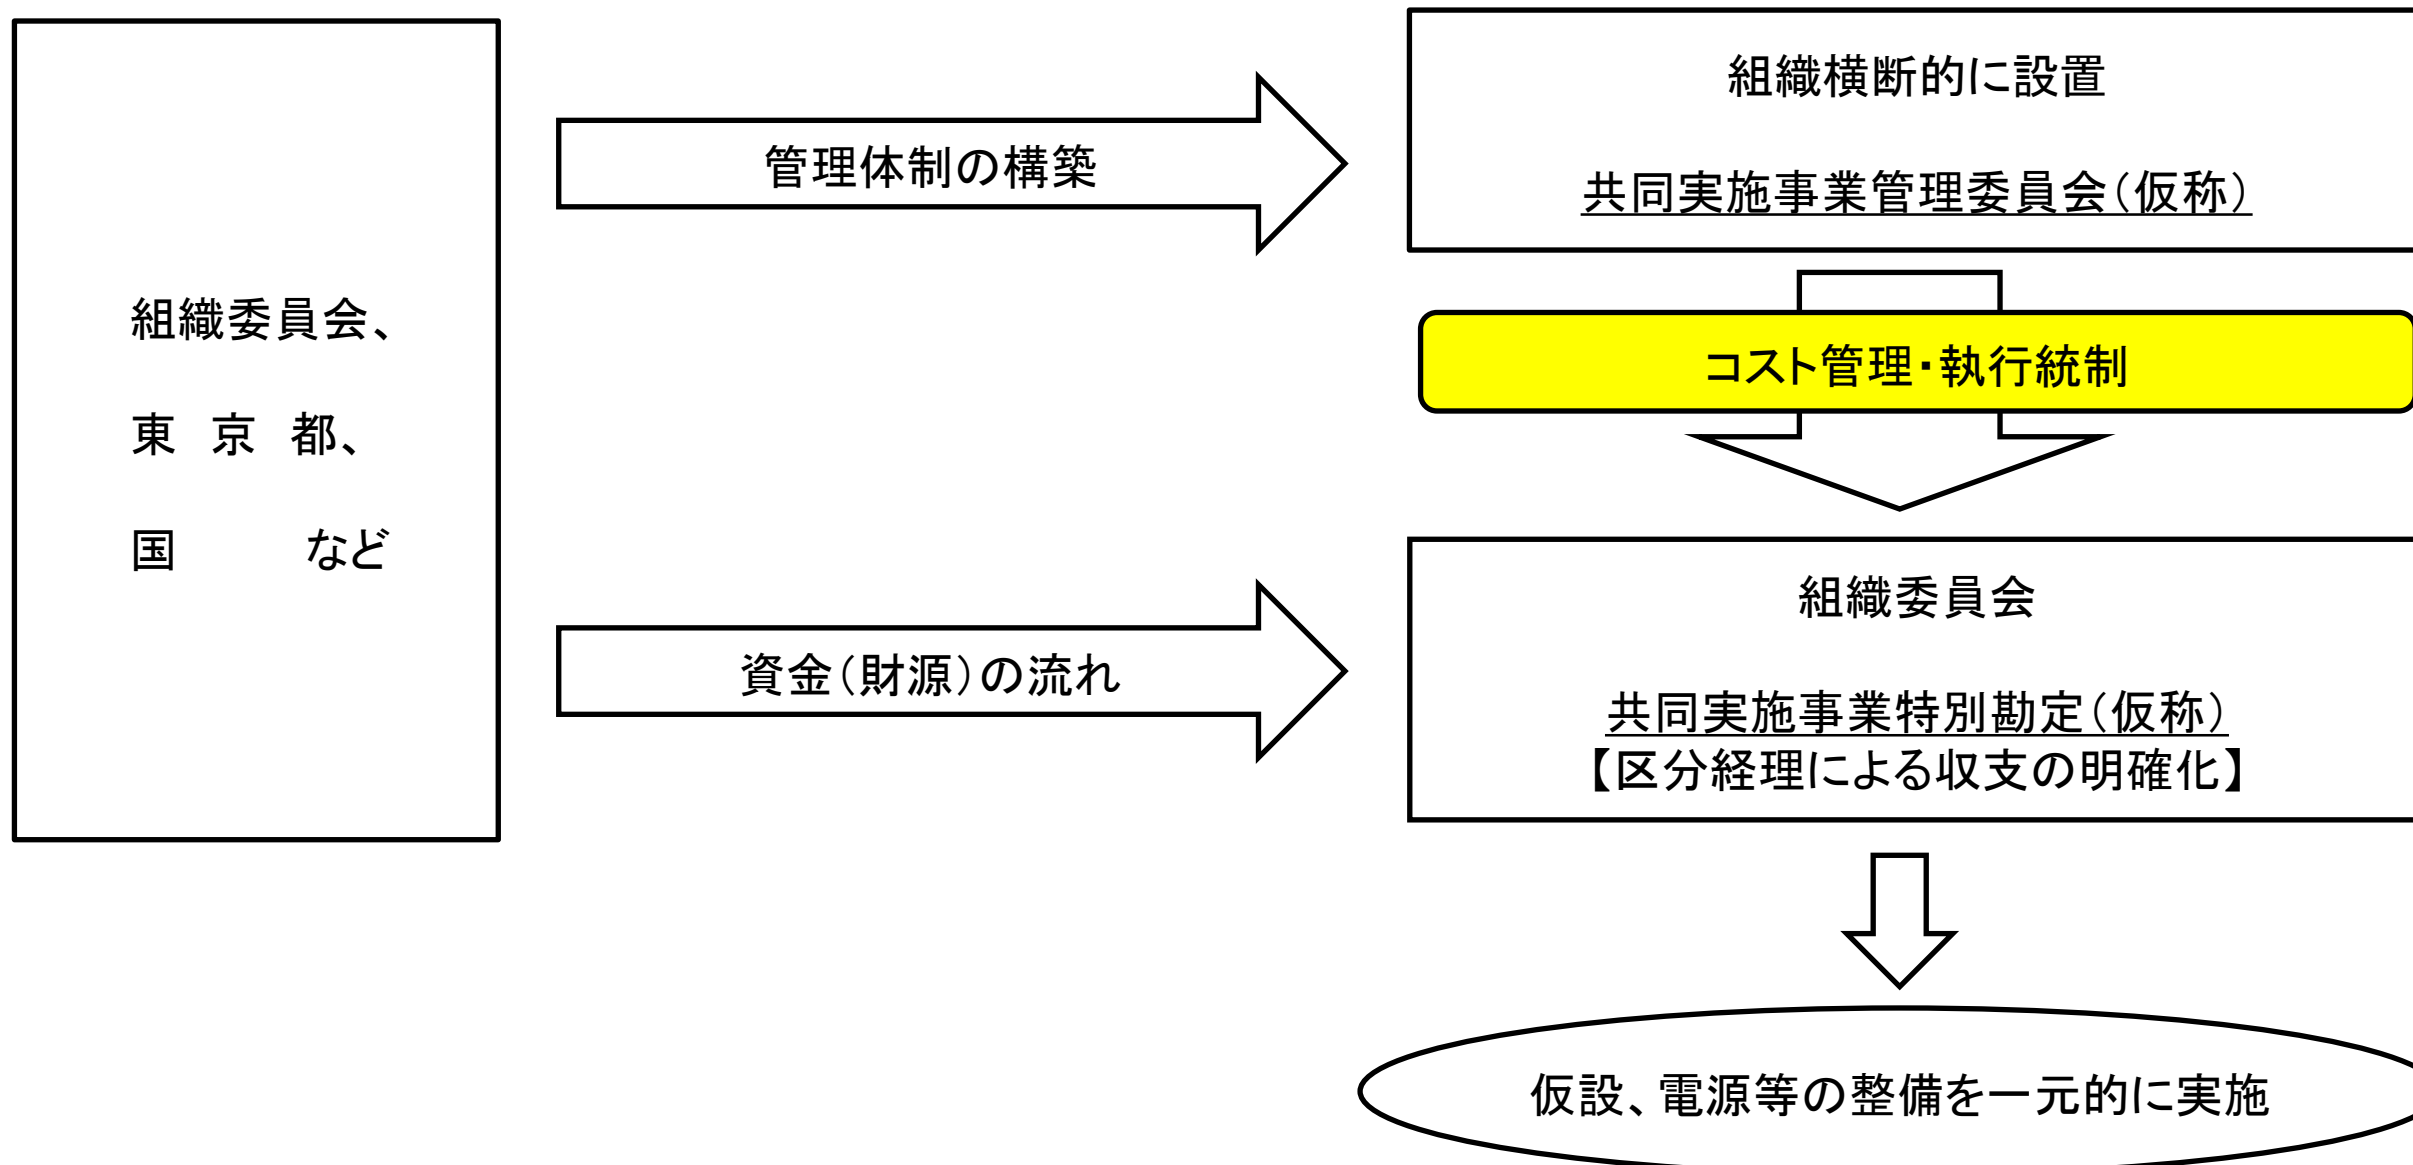 組織委員会、
東　京　都、
国　　　など
管理体制の構築
資金(財源)の流れ
組織横断的に設置
共同実施事業管理委員会(仮称)
コスト管理・執行統制
組織委員会
共同実施事業特別勘定(仮称)
【区分経理による収支の明確化】
仮設、電源等の整備を一元的に実施